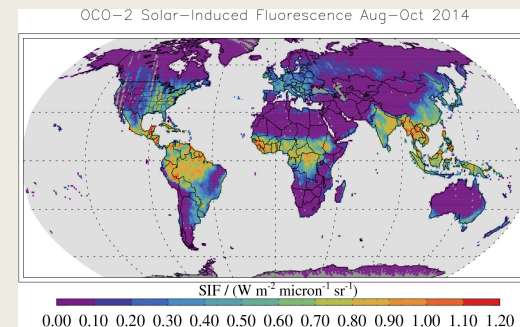 OCO-2 Solar-Induced Fluorescence Aug-Oct 2014
SIF / (W m⁻² micron⁻¹ sr⁻¹)
0.00 0.10 0.20 0.30 0.40 0.50 0.60 0.70 0.80 0.90 1.00 1.10 1.20